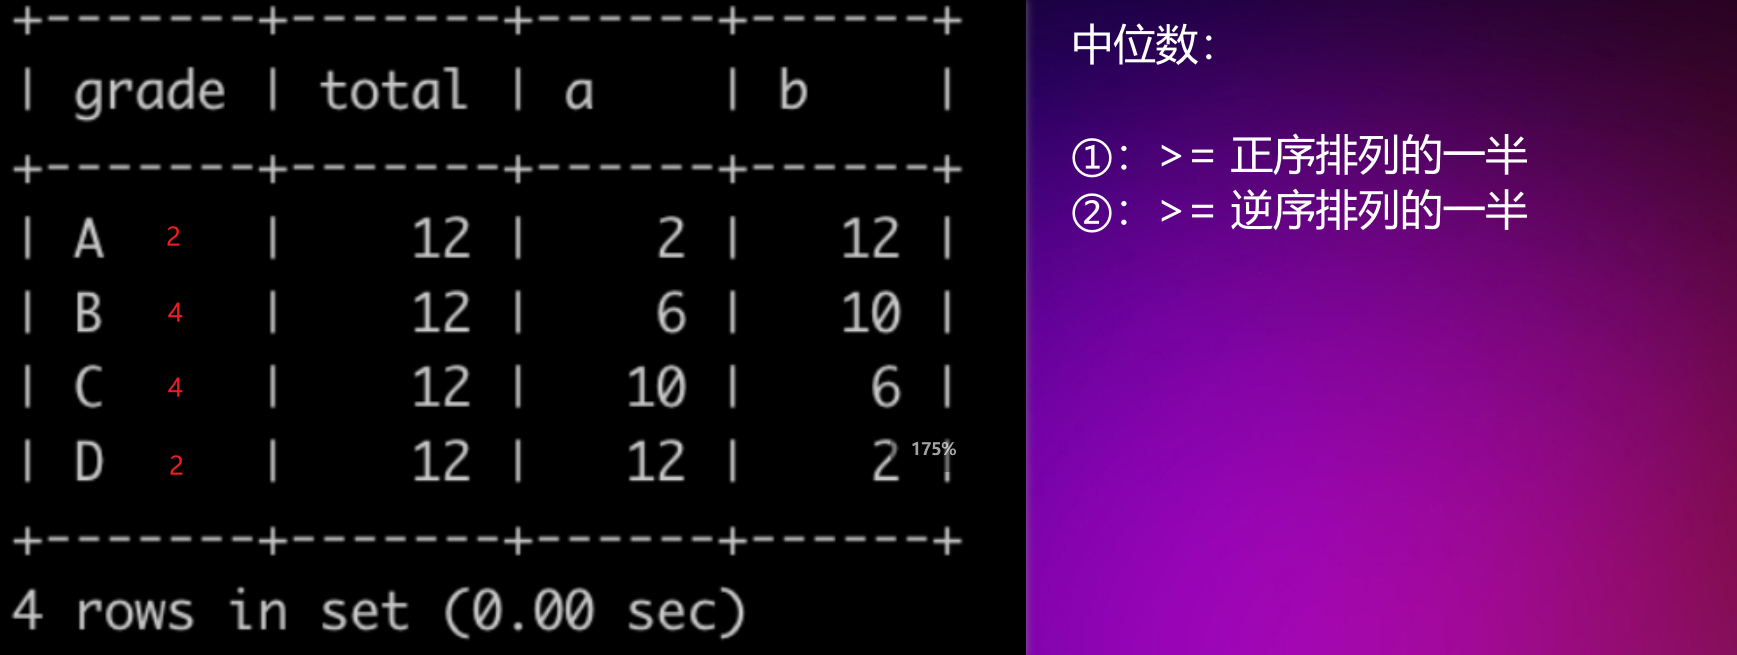 +-------+-------+------+------+
| grade | total | a | b |
+-------+-------+------+------+
| A 2 | 12 | 2 | 12 |
| B 4 | 12 | 6 | 10 |
| C 4 | 12 | 10 | 6 |
| D 2 | 12 | 12 | 2 |
175%
+-------+-------+------+------+
4 rows in set (0.00 sec)
中位数：
①：>= 正序排列的一半
②：>= 逆序排列的一半